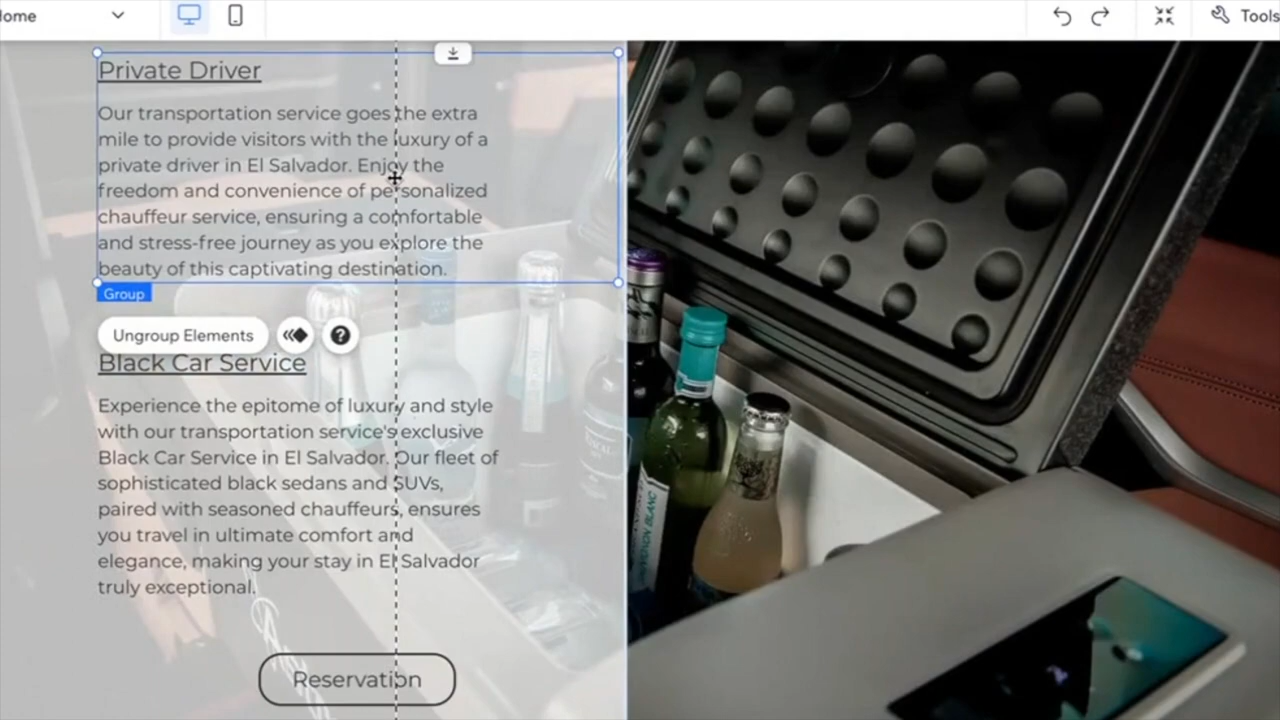 Home
Tools
Private Driver
Our transportation service goes the extra
mile to provide visitors with the luxury of a
private driver in El Salvador. Enjoy the
freedom and convenience of personalized
chauffeur service, ensuring a comfortable
and stress-free journey as you explore the
beauty of this captivating destination.
Group
Ungroup Elements
?
Black Car Service
Experience the epitome of luxury and style
with our transportation service's exclusive
Black Car Service in El Salvador. Our fleet of
sophisticated black sedans and SUVs,
paired with seasoned chauffeurs, ensures
you travel in ultimate comfort and
elegance, making your stay in El Salvador
truly exceptional.
Reservation